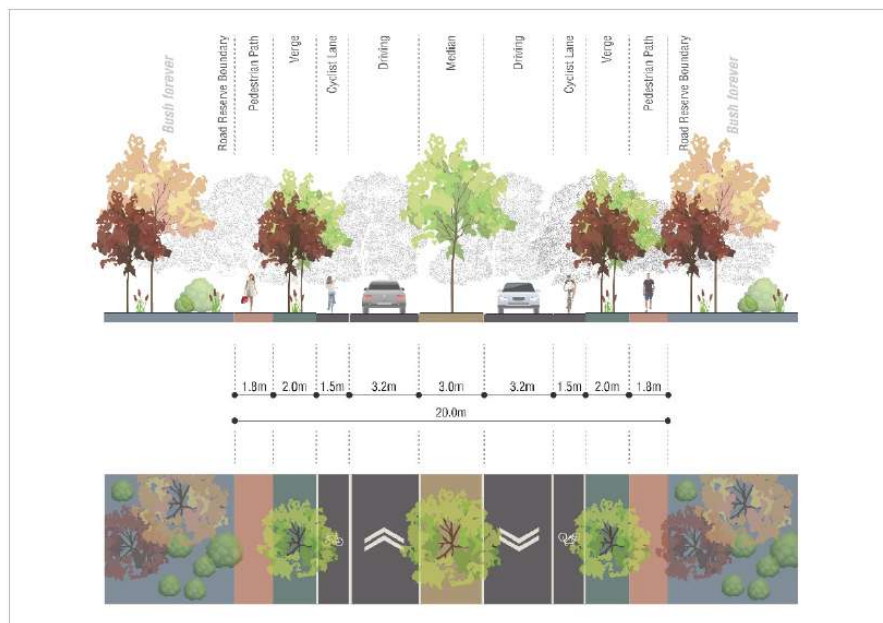 Bush forever
Road Reserve Boundary
Pedestrian Path
Verge
Cyclist Lane
Driving
Median
Driving
Cyclist Lane
Verge
Pedestrian Path
Road Reserve Boundary
Bush forever
1.8m
2.0m
1.5m
3.2m
3.0m
3.2m
1.5m
2.0m
1.8m
20.0m